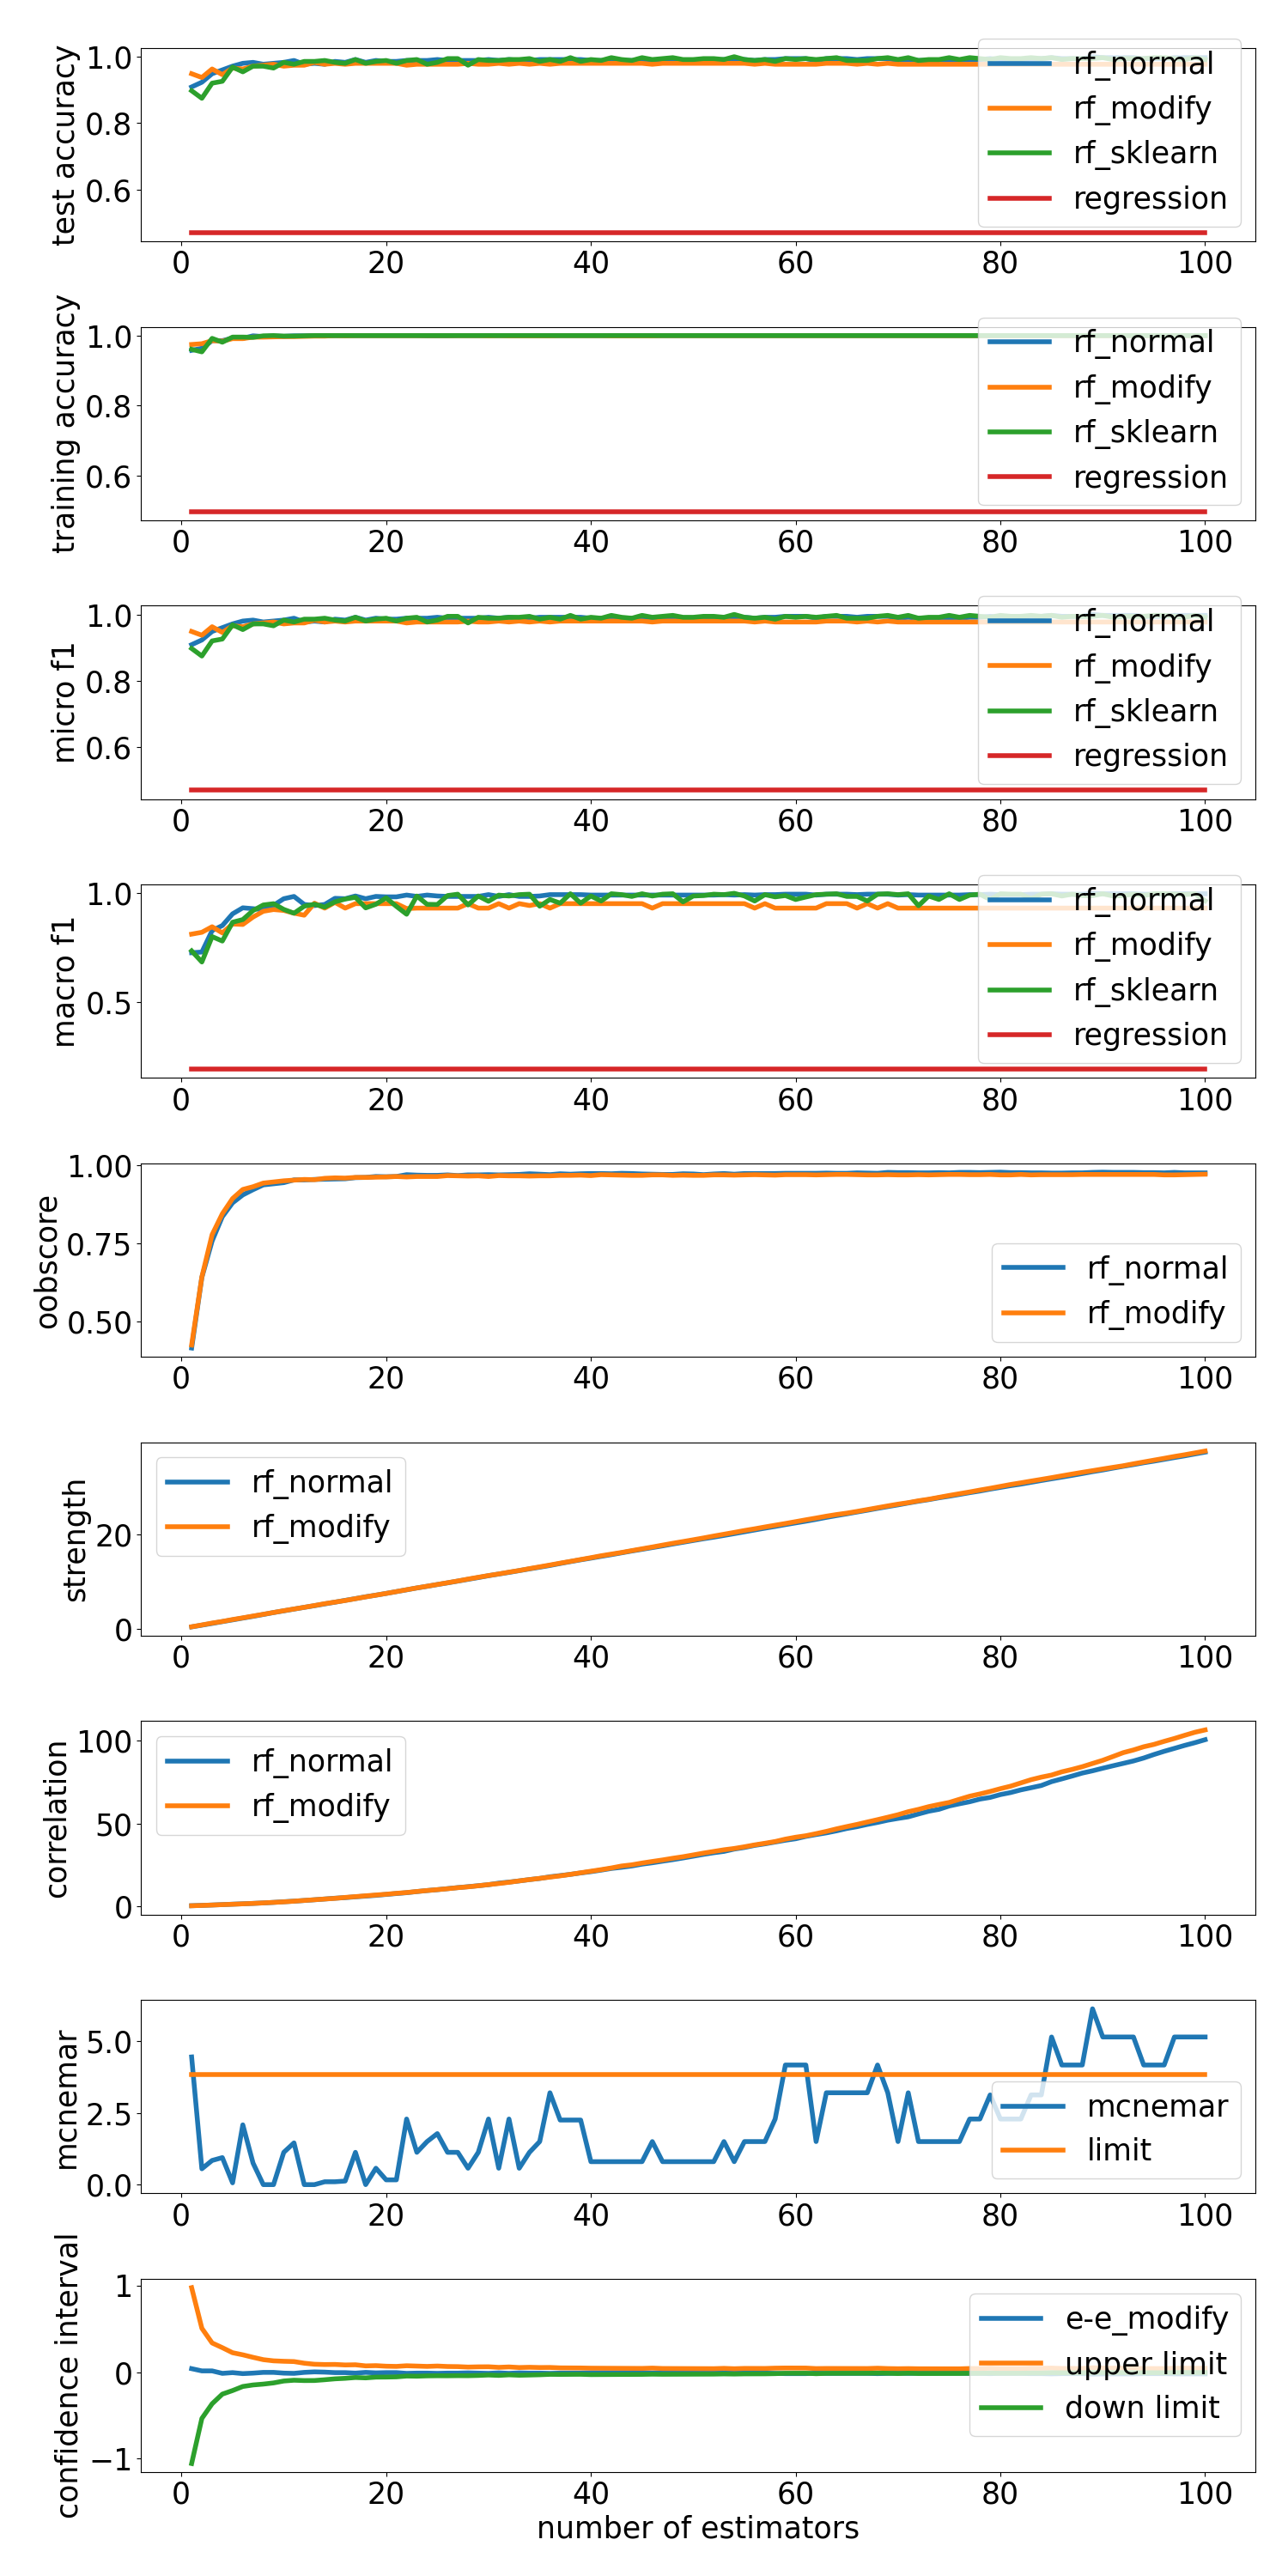 test accuracy
1.0
0.8
0.6
rf_normal
rf_modify
rf_sklearn
regression
0 20 40 60 80 100
training accuracy
1.0
0.8
0.6
rf_normal
rf_modify
rf_sklearn
regression
0 20 40 60 80 100
micro f1
1.0
0.8
0.6
rf_normal
rf_modify
rf_sklearn
regression
0 20 40 60 80 100
macro f1
1.0
0.5
rf_normal
rf_modify
rf_sklearn
regression
0 20 40 60 80 100
oobscore
1.00
0.75
0.50
rf_normal
rf_modify
0 20 40 60 80 100
strength
20
0
rf_normal
rf_modify
0 20 40 60 80 100
correlation
100
50
0
rf_normal
rf_modify
0 20 40 60 80 100
mcnemar
5.0
2.5
0.0
mcnemar
limit
0 20 40 60 80 100
confidence interval
1
0
−1
e-e_modify
upper limit
down limit
0 20 40 60 80 100
number of estimators